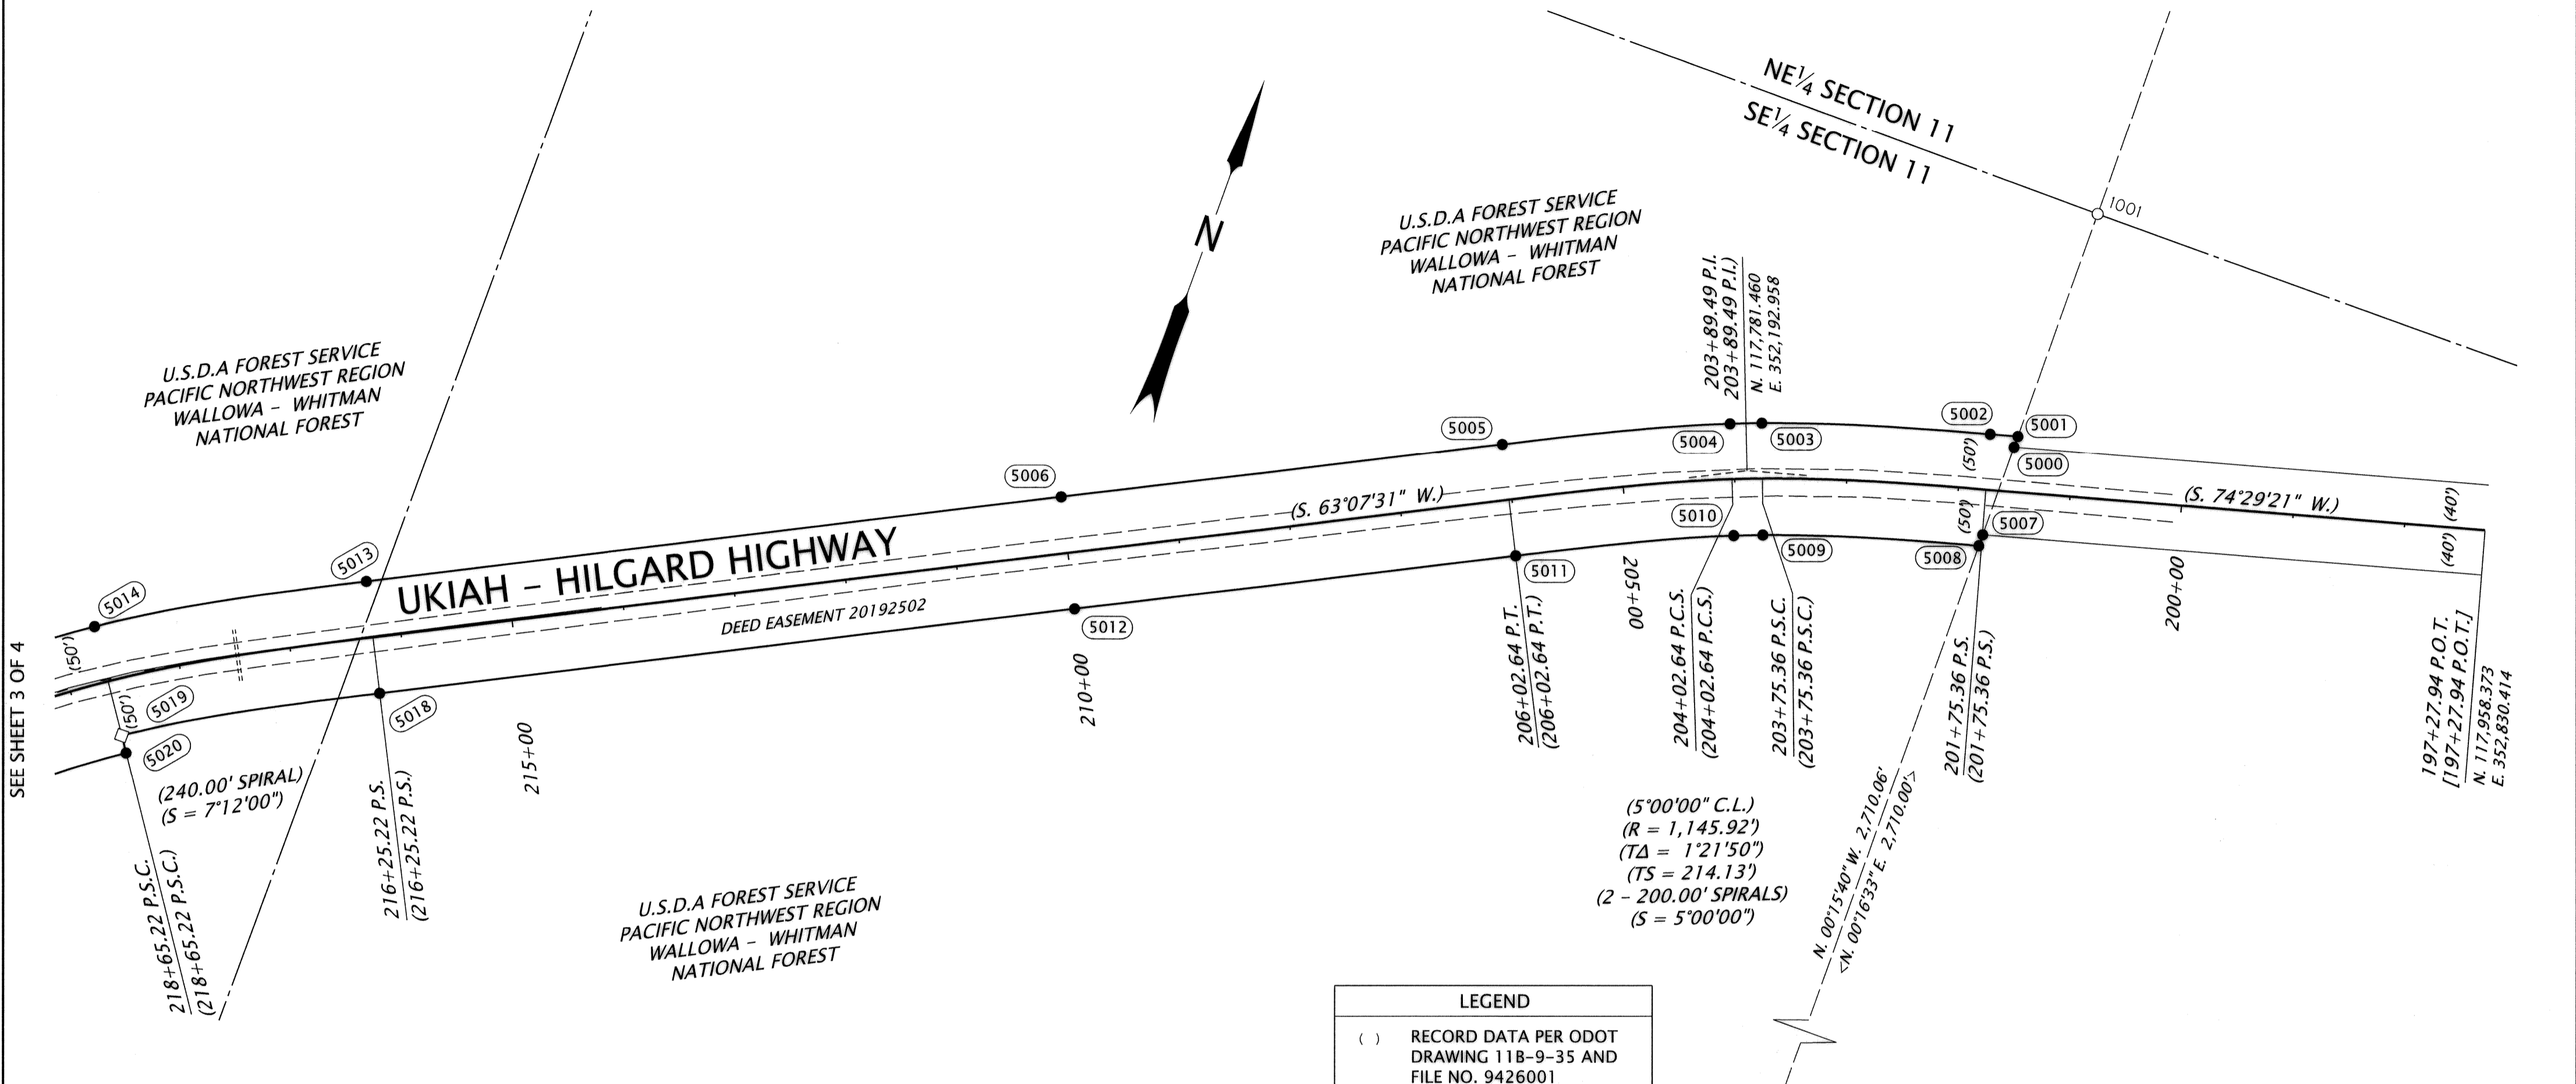 NE¼ SECTION 11
SE¼ SECTION 11
1001
N
U.S.D.A FOREST SERVICE
PACIFIC NORTHWEST REGION
WALLOWA - WHITMAN
NATIONAL FOREST
203+89.49 P.I.
203+89.49 P.I.)
N. 117,781.460
E. 352,192.958
U.S.D.A FOREST SERVICE
PACIFIC NORTHWEST REGION
WALLOWA - WHITMAN
NATIONAL FOREST
5002
5001
5005
5004
5003
(50')
5000
5006
(S. 63°07'31" W.)
(S. 74°29'21" W.)
(40')
5010
(50')
5007
5013
UKIAH - HILGARD HIGHWAY
5009
5008
(40')
5011
5014
DEED EASEMENT 20192502
5012
(50')
205+00
200+00
(50')
5019
5018
5020
210+00
215+00
SEE SHEET 3 OF 4
206+02.64 P.T.
(206+02.64 P.T.)
204+02.64 P.C.S.
(204+02.64 P.C.S.)
203+75.36 P.S.C.
(203+75.36 P.S.C.)
201+75.36 P.S.
(201+75.36 P.S.)
197+27.94 P.O.T.
[197+27.94 P.O.T.]
N. 117,958.373
E. 352,830.414
(240.00' SPIRAL)
(S = 7°12'00")
216+25.22 P.S.
(216+25.22 P.S.)
218+65.22 P.S.C.
(218+65.22 P.S.C.)
(5°00'00" C.L.)
(R = 1,145.92')
(TΔ = 1°21'50")
(TS = 214.13')
(2 - 200.00' SPIRALS)
(S = 5°00'00")
N. 00°15'40" W. 2,710.06'
<N. 00°16'33" E. 2,710.00'>
U.S.D.A FOREST SERVICE
PACIFIC NORTHWEST REGION
WALLOWA - WHITMAN
NATIONAL FOREST
LEGEND
( ) RECORD DATA PER ODOT
DRAWING 11B-9-35 AND
FILE NO. 9426001